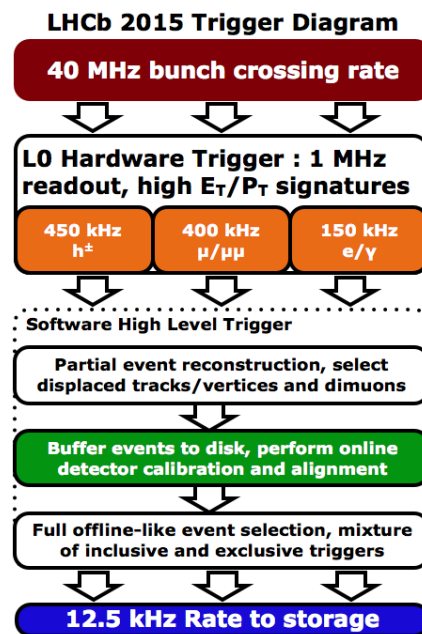 LHCb 2015 Trigger Diagram
40 MHz bunch crossing rate
L0 Hardware Trigger : 1 MHz
readout, high E_T/P_T signatures
450 kHz
h±
400 kHz
μ/μμ
150 kHz
e/γ
Software High Level Trigger
Partial event reconstruction, select
displaced tracks/vertices and dimuons
Buffer events to disk, perform online
detector calibration and alignment
Full offline-like event selection, mixture
of inclusive and exclusive triggers
12.5 kHz Rate to storage